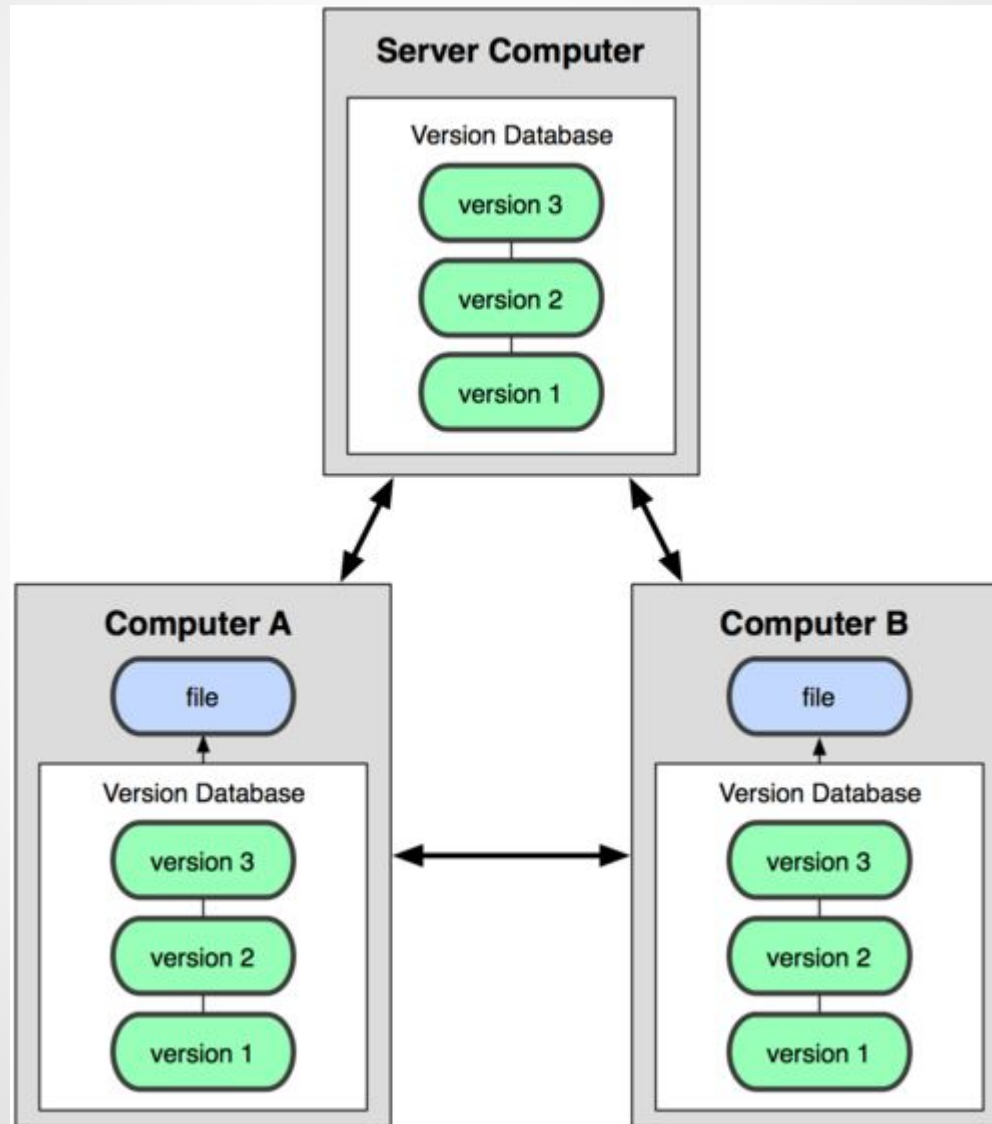 Server Computer
Version Database
version 3
version 2
version 1
Computer A
file
Version Database
version 3
version 2
version 1
Computer B
file
Version Database
version 3
version 2
version 1